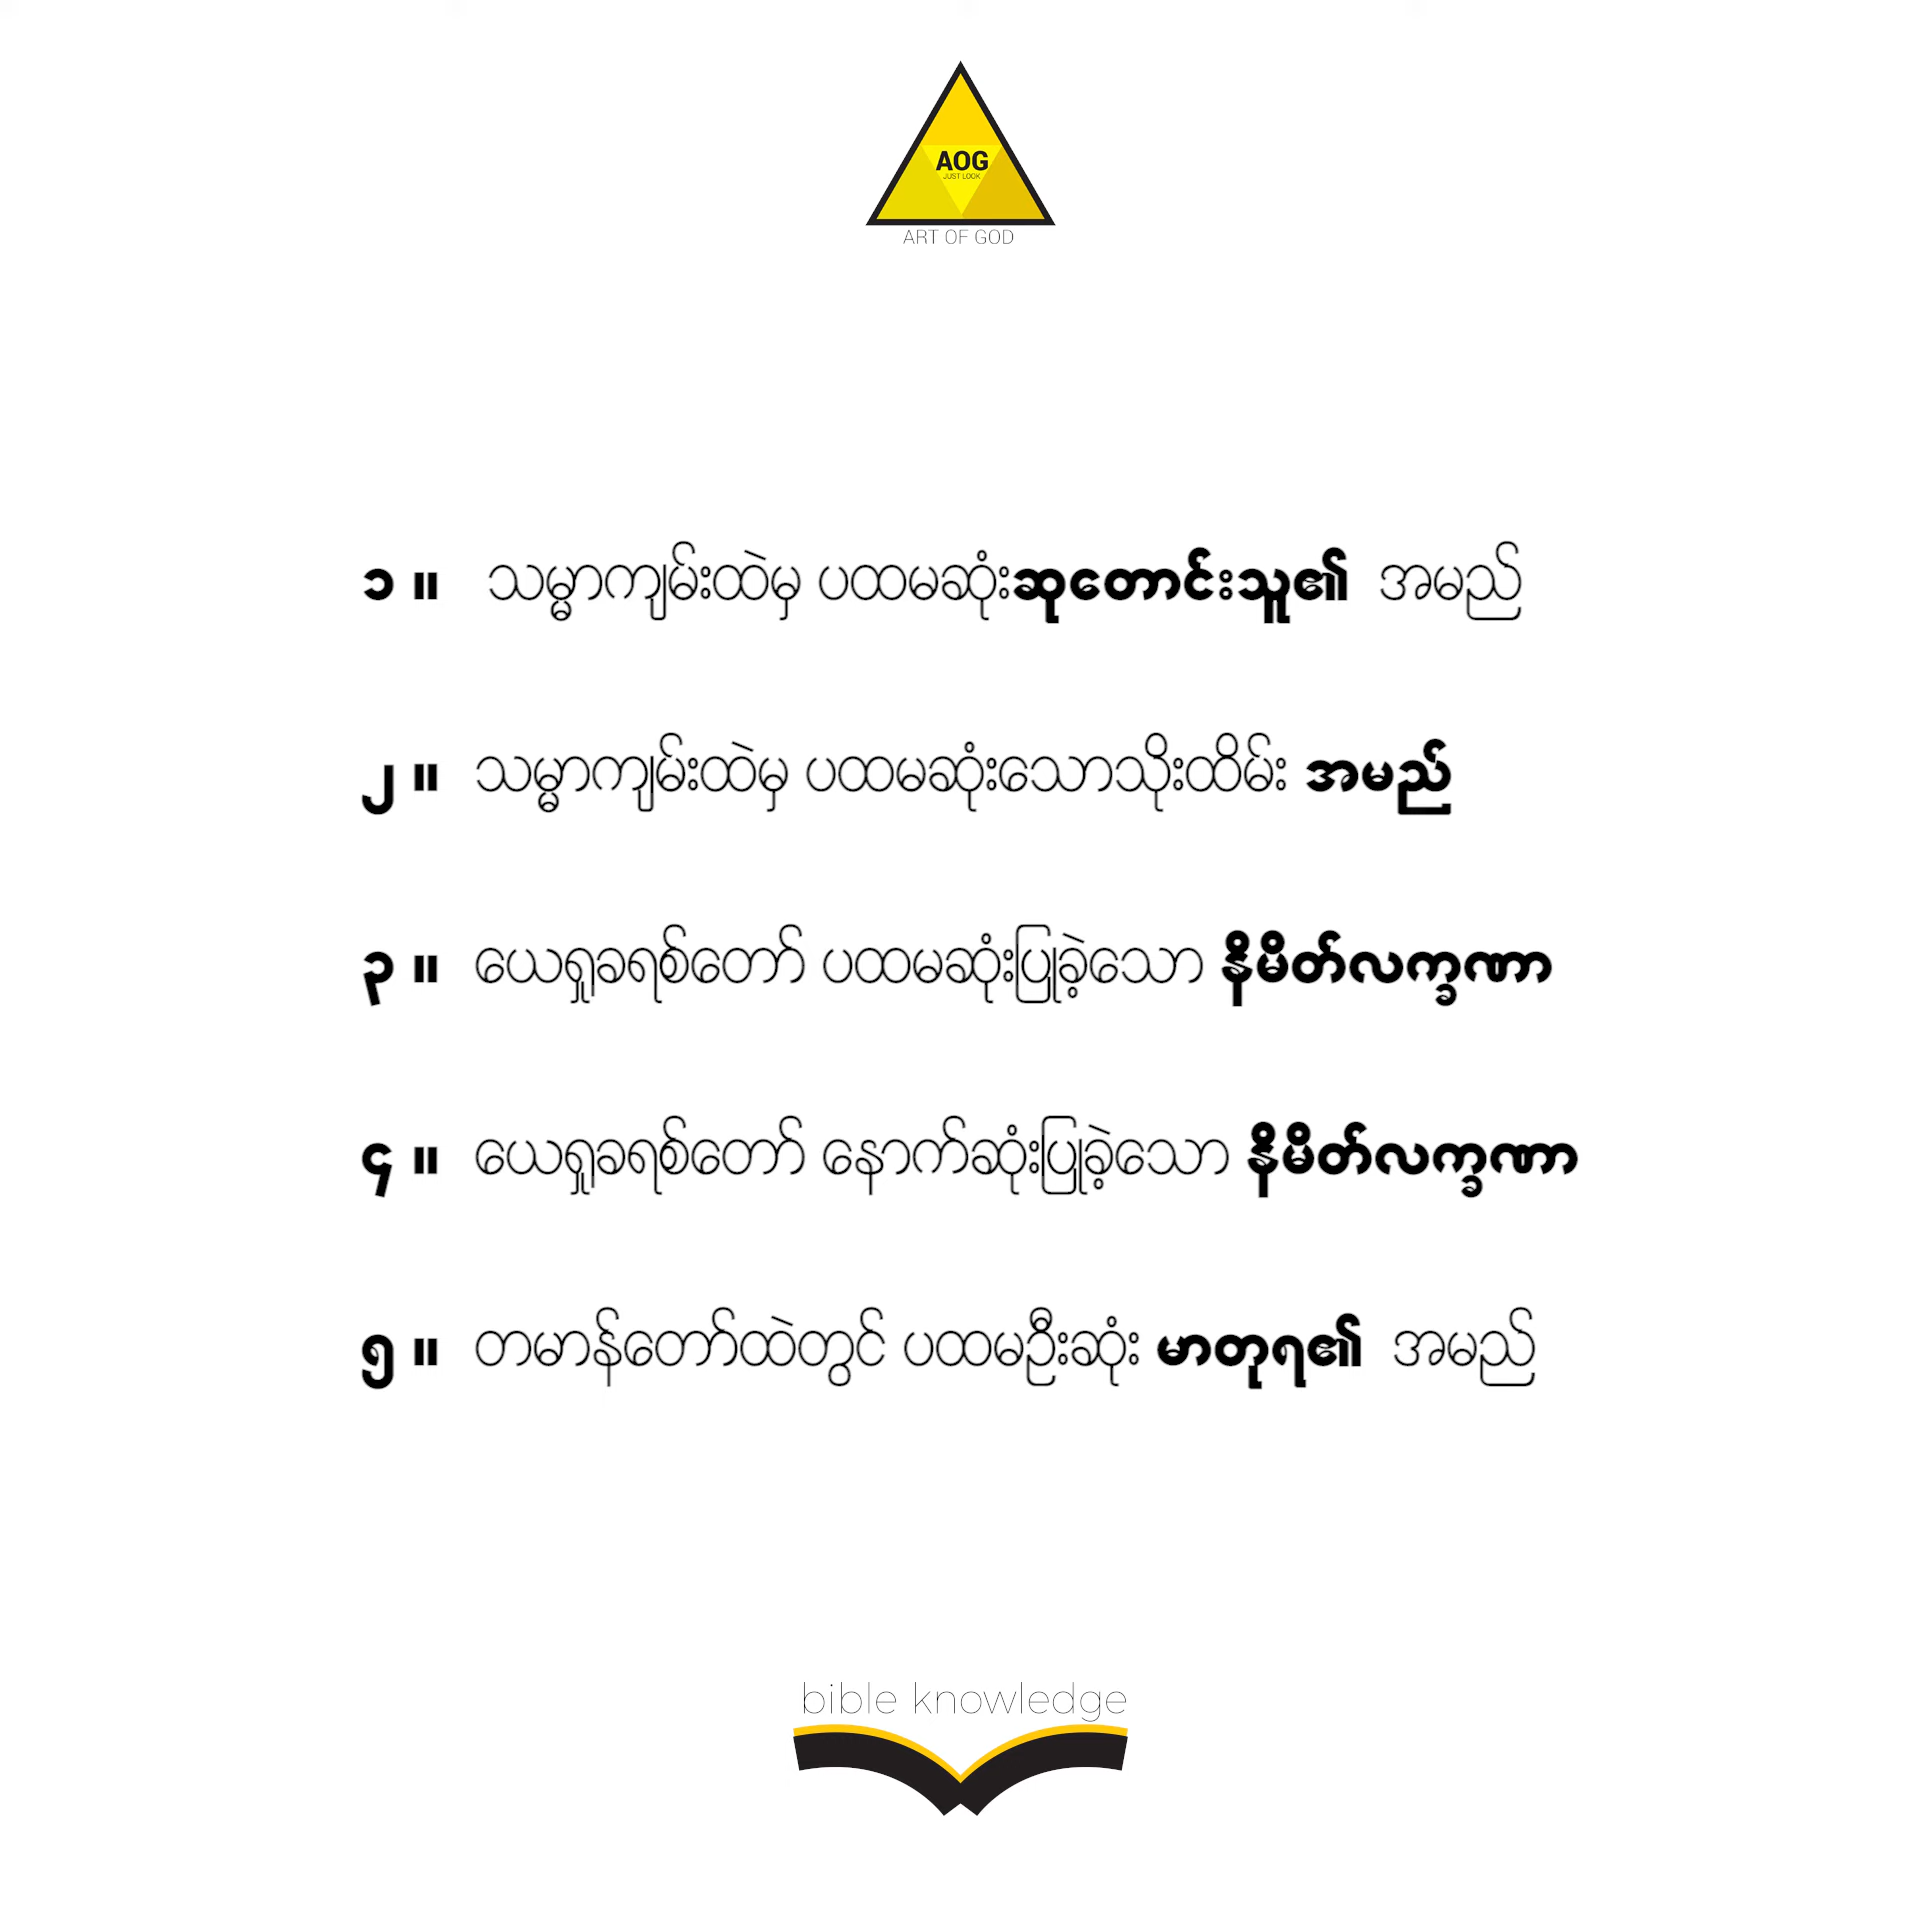 AOG
JUST LOOK
ART OF GOD
၁ ။ သမ္မာကျမ်းထဲမှ ပထမဆုံးဆုတောင်းသူ၏ အမည်
၂ ။ သမ္မာကျမ်းထဲမှ ပထမဆုံးသောသိုးထိမ်း အမည်
၃ ။ ယေရှုခရစ်တော် ပထမဆုံးပြုခဲ့သော နိမိတ်လက္ခဏာ
၄ ။ ယေရှုခရစ်တော် နောက်ဆုံးပြုခဲ့သော နိမိတ်လက္ခဏာ
၅ ။ တမာန်တော်ထဲတွင် ပထမဦးဆုံး မာတုရ၏ အမည်
bible knowledge